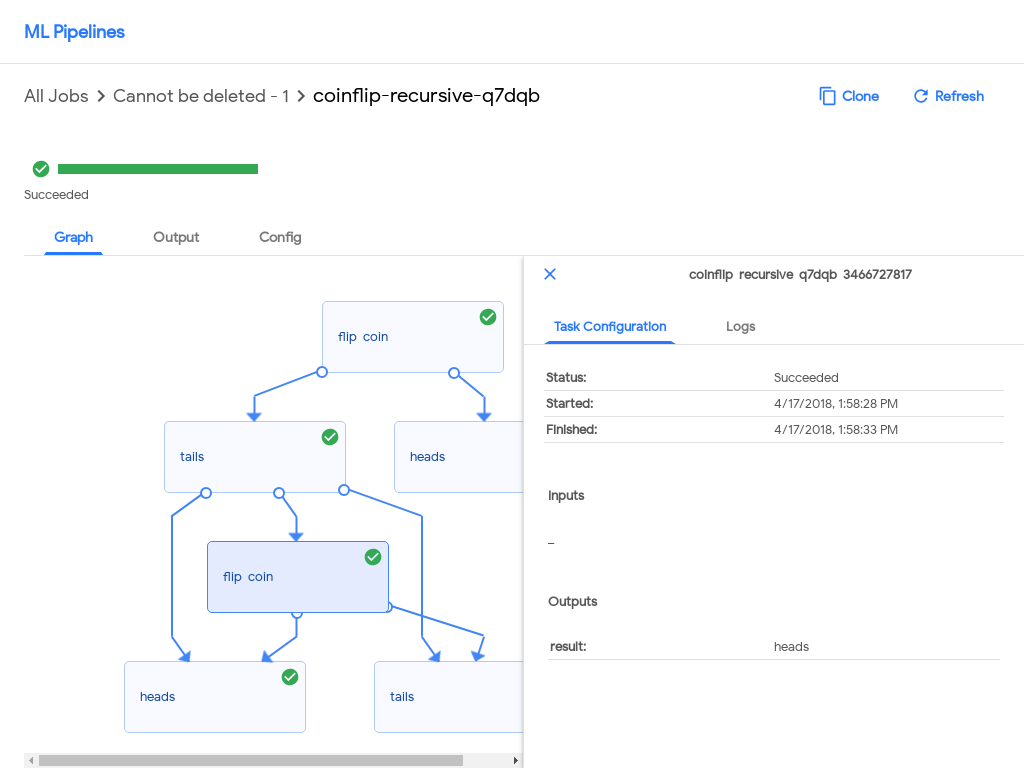 ML Pipelines
All Jobs > Cannot be deleted - 1 > coinflip-recursive-q7dqb
Clone
Refresh
Succeeded
Graph
Output
Config
flip coin
tails
heads
flip coin
heads
tails
coinflip recursive q7dqb 3466727817
Task Configuration
Logs
Status: Succeeded
Started: 4/17/2018, 1:58:28 PM
Finished: 4/17/2018, 1:58:33 PM
Inputs
–
Outputs
result: heads